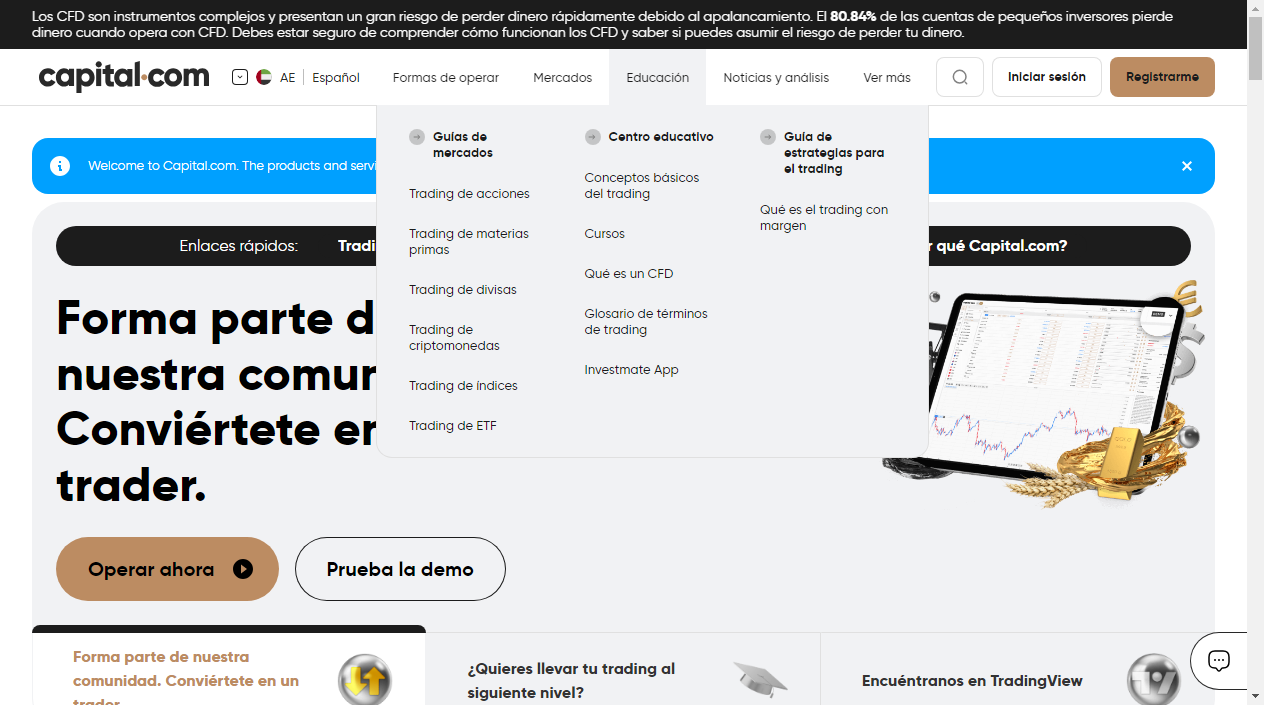 Los CFD son instrumentos complejos y presentan un gran riesgo de perder dinero rápidamente debido al apalancamiento. El 80.84% de las cuentas de pequeños inversores pierde
dinero cuando opera con CFD. Debes estar seguro de comprender cómo funcionan los CFD y saber si puedes asumir el riesgo de perder tu dinero.
capital.com
AE
Español
Formas de operar
Mercados
Educación
Noticias y análisis
Ver más
Iniciar sesión
Registrarme
Guías de
mercados
Trading de acciones
Trading de materias
primas
Trading de divisas
Trading de
criptomonedas
Trading de índices
Trading de ETF
Centro educativo
Conceptos básicos
del trading
Cursos
Qué es un CFD
Glosario de términos
de trading
Investmate App
Guía de
estrategias para
el trading
Qué es el trading con
margen
Welcome to Capital.com. The products and servi
Enlaces rápidos:
Tradi
r qué Capital.com?
Forma parte d
nuestra comun
Conviértete en
trader.
Operar ahora
Prueba la demo
Forma parte de nuestra
comunidad. Conviértete en un
trader.
¿Quieres llevar tu trading al
siguiente nivel?
Encuéntranos en TradingView